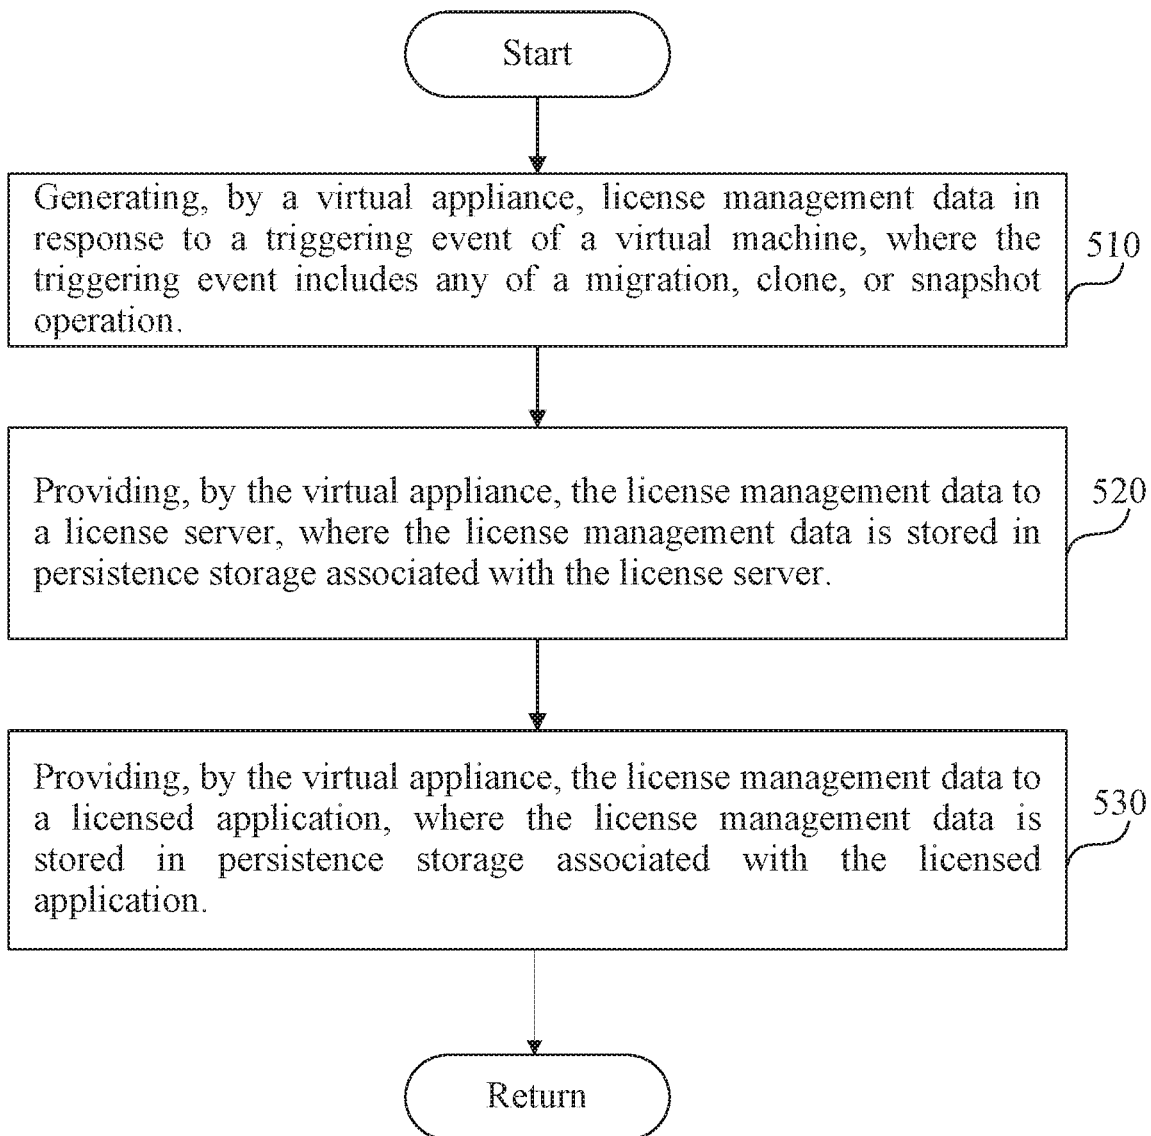 Start
Generating, by a virtual appliance, license management data in
response to a triggering event of a virtual machine, where the
triggering event includes any of a migration, clone, or snapshot
operation.
510
Providing, by the virtual appliance, the license management data to
a license server, where the license management data is stored in
persistence storage associated with the license server.
520
Providing, by the virtual appliance, the license management data to
a licensed application, where the license management data is
stored in persistence storage associated with the licensed
application.
530
Return